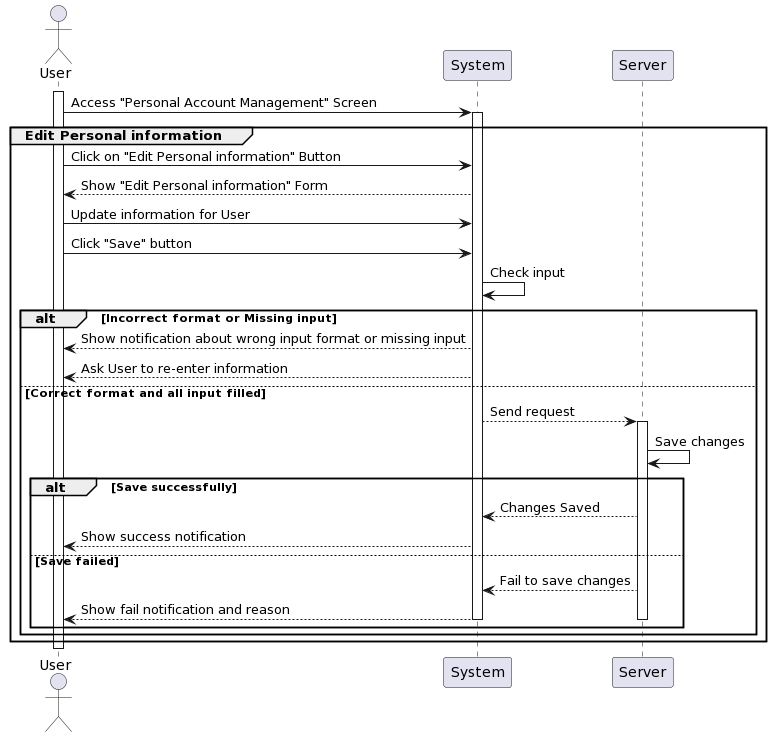 User
System
Server
Access "Personal Account Management" Screen
Edit Personal information
Click on "Edit Personal information" Button
Show "Edit Personal information" Form
Update information for User
Click "Save" button
Check input
alt
[Incorrect format or Missing input]
Show notification about wrong input format or missing input
Ask User to re-enter information
[Correct format and all input filled]
Send request
Save changes
alt
[Save successfully]
Changes Saved
Show success notification
[Save failed]
Fail to save changes
Show fail notification and reason
User
System
Server